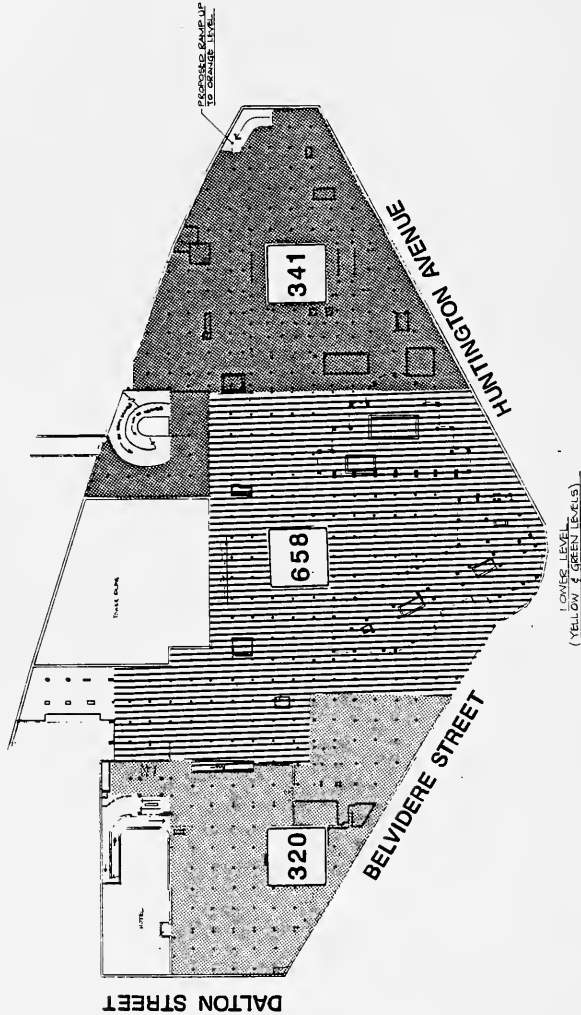 PROPOSED RAMP UP
TO ORANGE LEVEL
341
HUNTINGTON AVENUE
658
320
HOTEL
BELVIDERE STREET
DALTON STREET
LOWER LEVEL
(YELLOW & GREEN LEVELS)